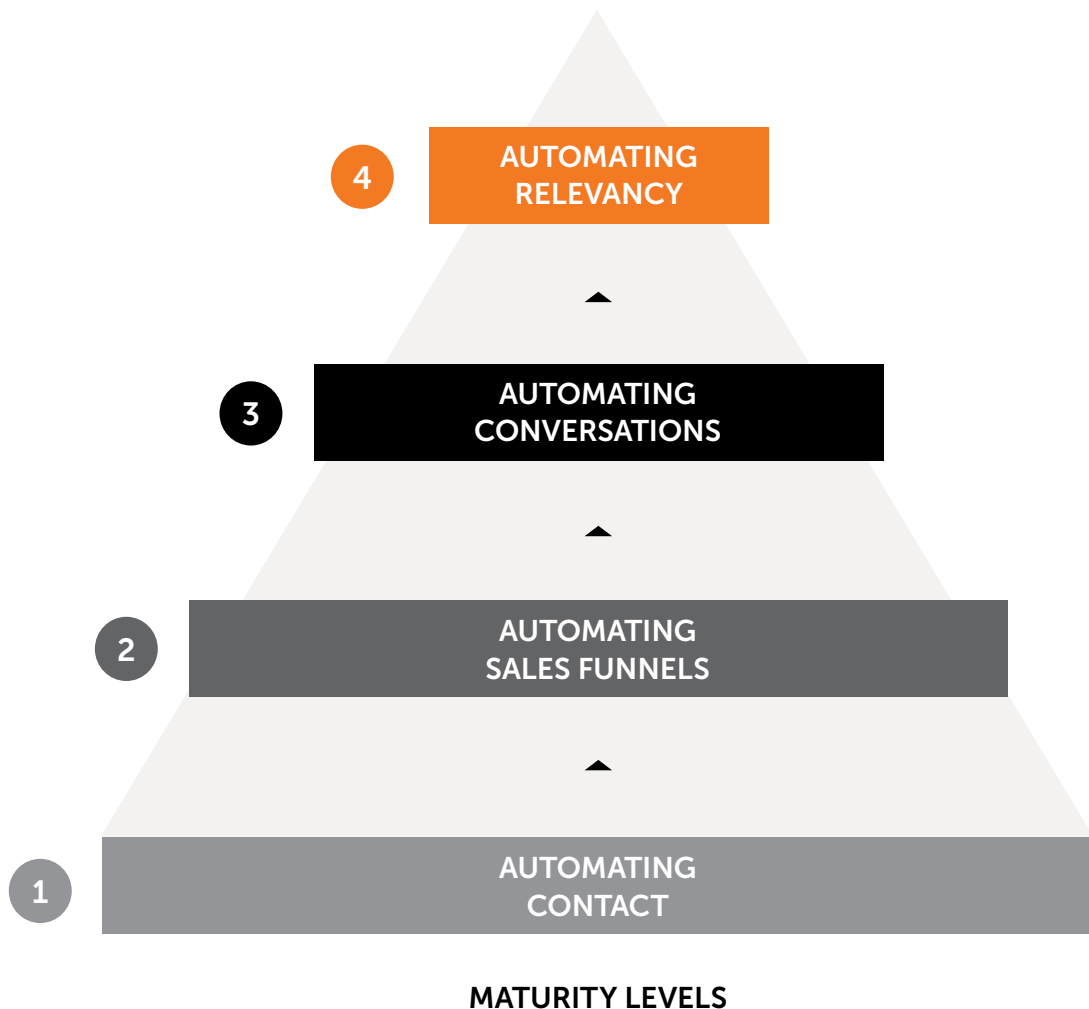 4
AUTOMATING
RELEVANCY
3
AUTOMATING
CONVERSATIONS
2
AUTOMATING
SALES FUNNELS
1
AUTOMATING
CONTACT
MATURITY LEVELS